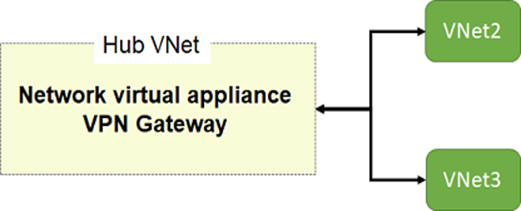 Hub VNet
Network virtual appliance
VPN Gateway
VNet2
VNet3